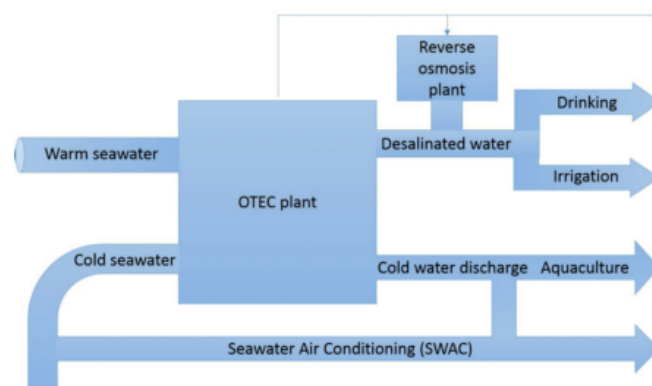 Reverse
osmosis
plant
Drinking
Warm seawater
Desalinated water
Irrigation
OTEC plant
Cold seawater
Cold water discharge
Aquaculture
Seawater Air Conditioning (SWAC)